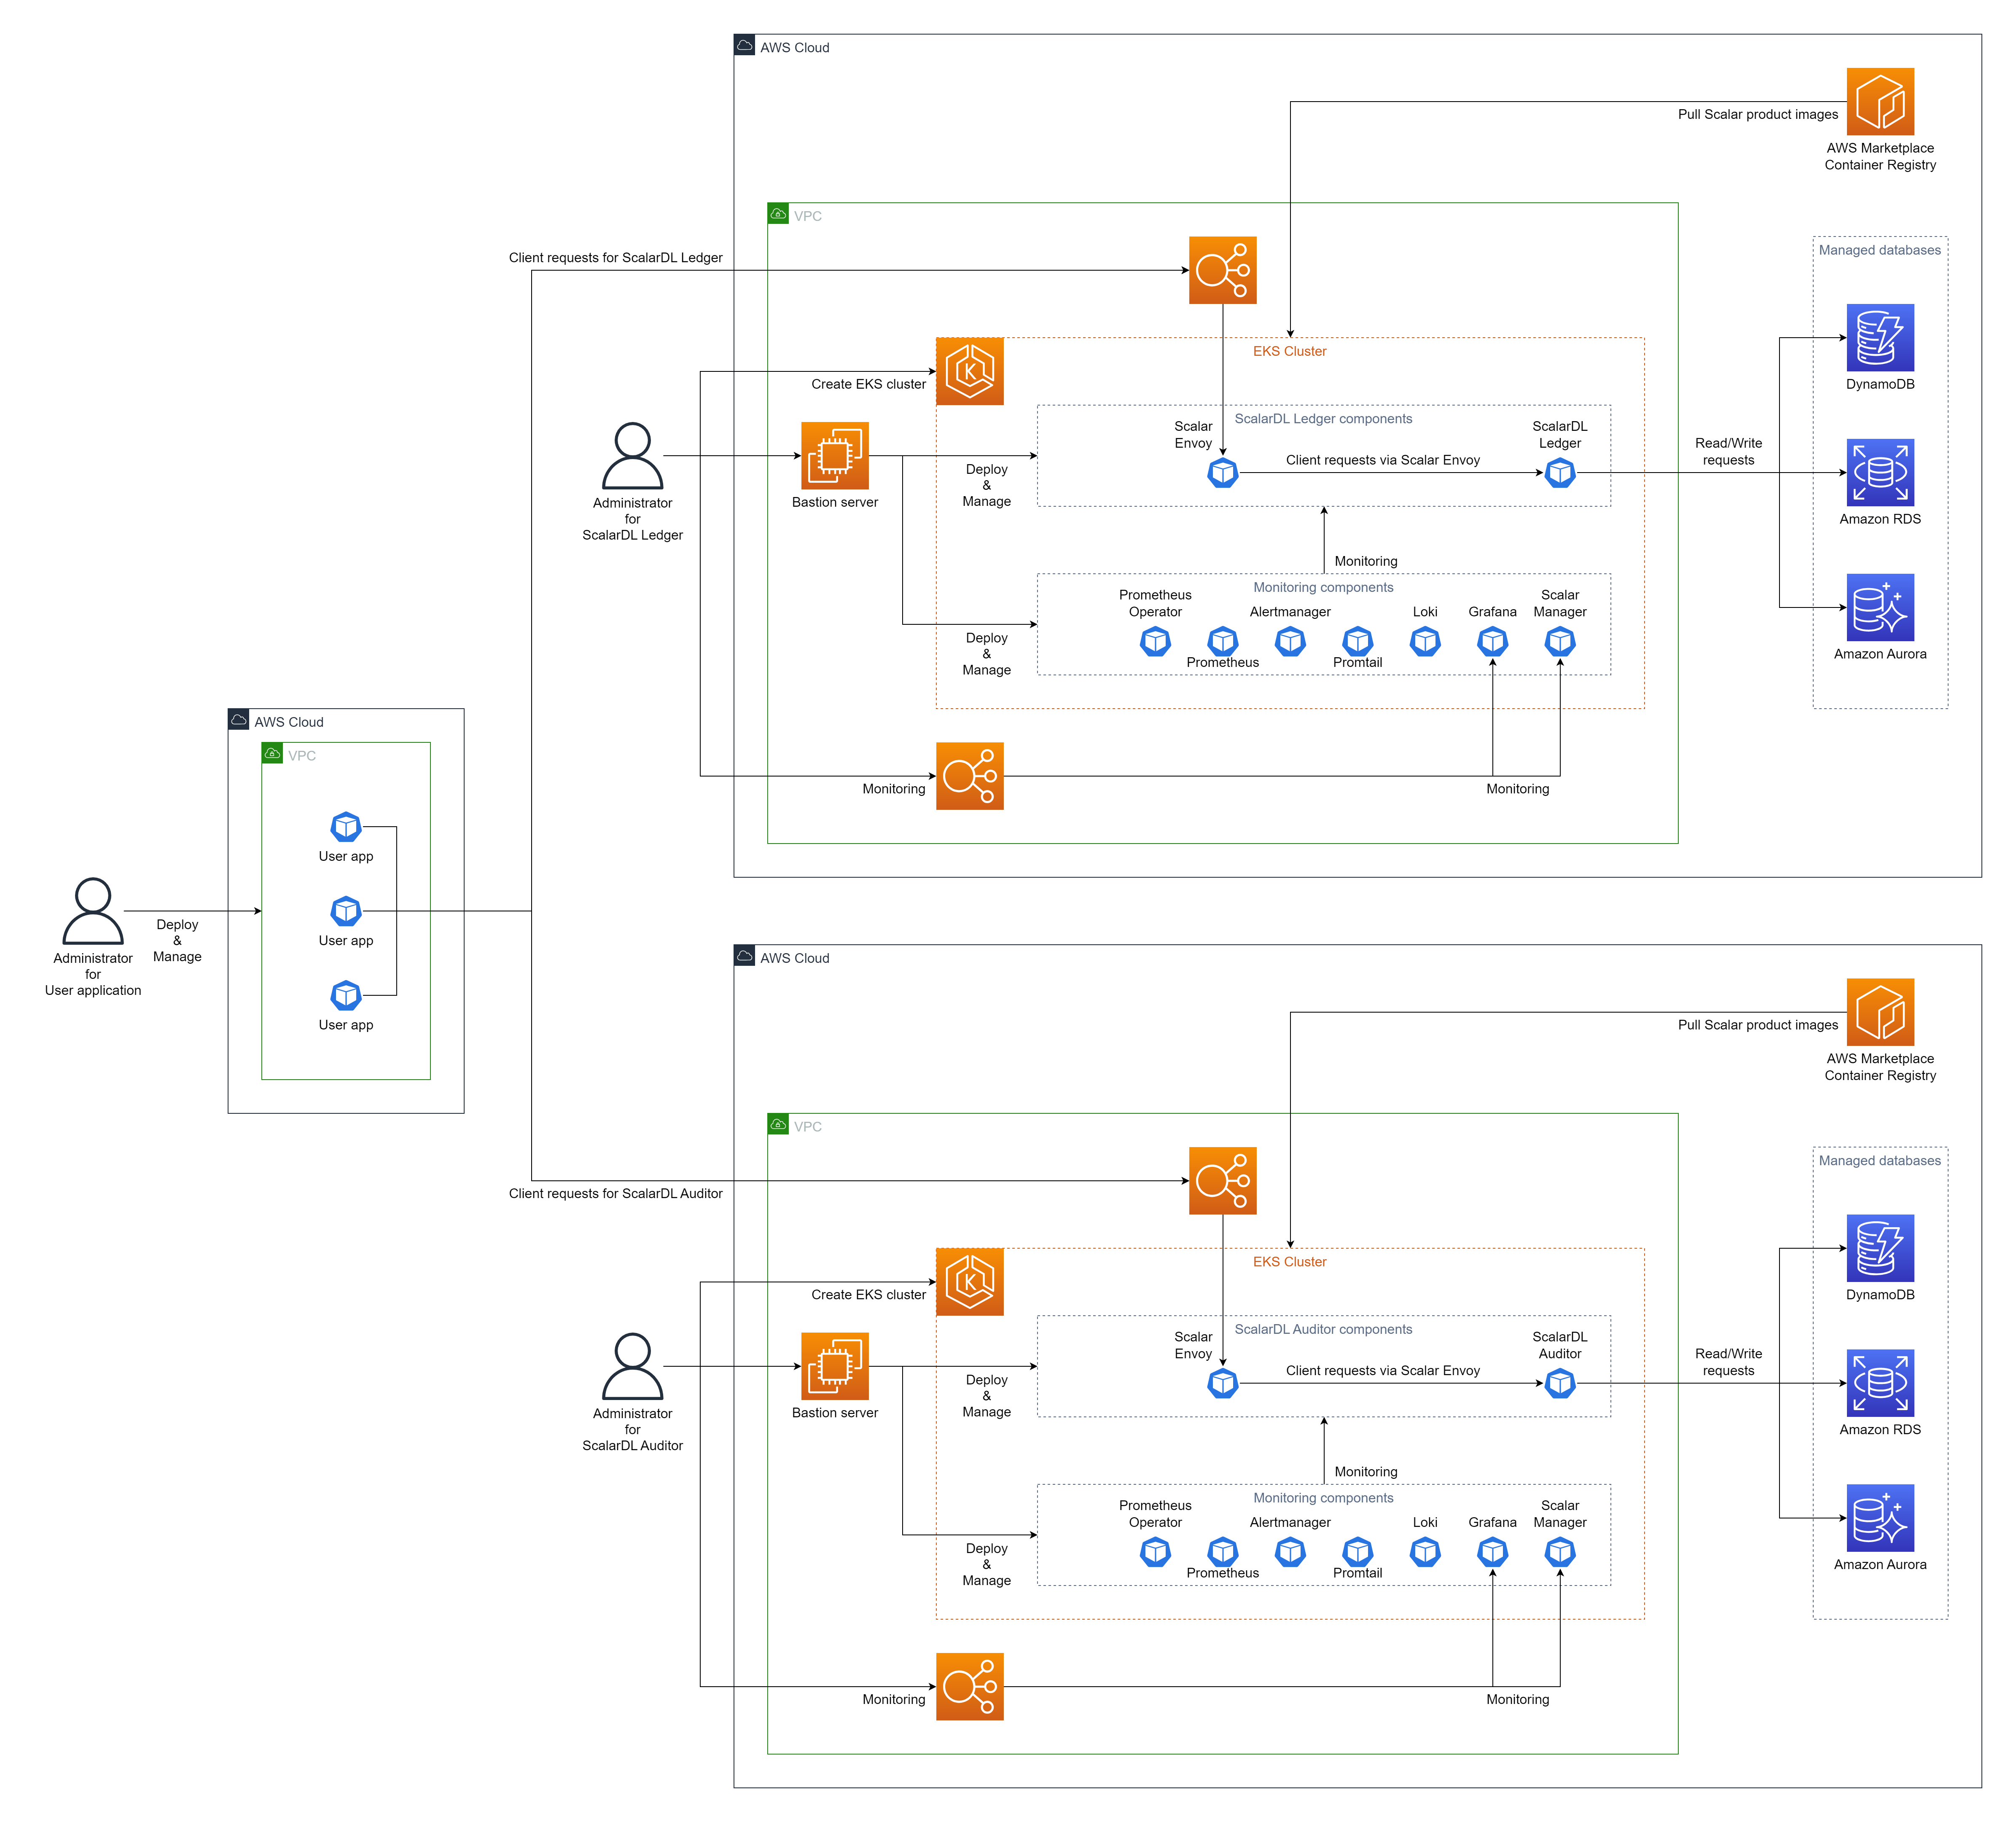 AWS Cloud
Pull Scalar product images
AWS Marketplace
Container Registry
VPC
Client requests for ScalarDL Ledger
Managed databases
EKS Cluster
Create EKS cluster
DynamoDB
ScalarDL Ledger components
Scalar
Envoy
ScalarDL
Ledger
Client requests via Scalar Envoy
Read/Write
requests
Deploy
&
Manage
Bastion server
Administrator
for
ScalarDL Ledger
Amazon RDS
Monitoring
Monitoring components
Prometheus
Operator
Alertmanager
Loki
Grafana
Scalar
Manager
Prometheus
Promtail
Deploy
&
Manage
Amazon Aurora
Monitoring
Monitoring
AWS Cloud
VPC
User app
User app
User app
Deploy
&
Manage
Administrator
for
User application
AWS Cloud
Pull Scalar product images
AWS Marketplace
Container Registry
VPC
Client requests for ScalarDL Auditor
Managed databases
EKS Cluster
Create EKS cluster
DynamoDB
ScalarDL Auditor components
Scalar
Envoy
ScalarDL
Auditor
Client requests via Scalar Envoy
Read/Write
requests
Deploy
&
Manage
Bastion server
Administrator
for
ScalarDL Auditor
Amazon RDS
Monitoring
Monitoring components
Prometheus
Operator
Alertmanager
Loki
Grafana
Scalar
Manager
Prometheus
Promtail
Deploy
&
Manage
Amazon Aurora
Monitoring
Monitoring